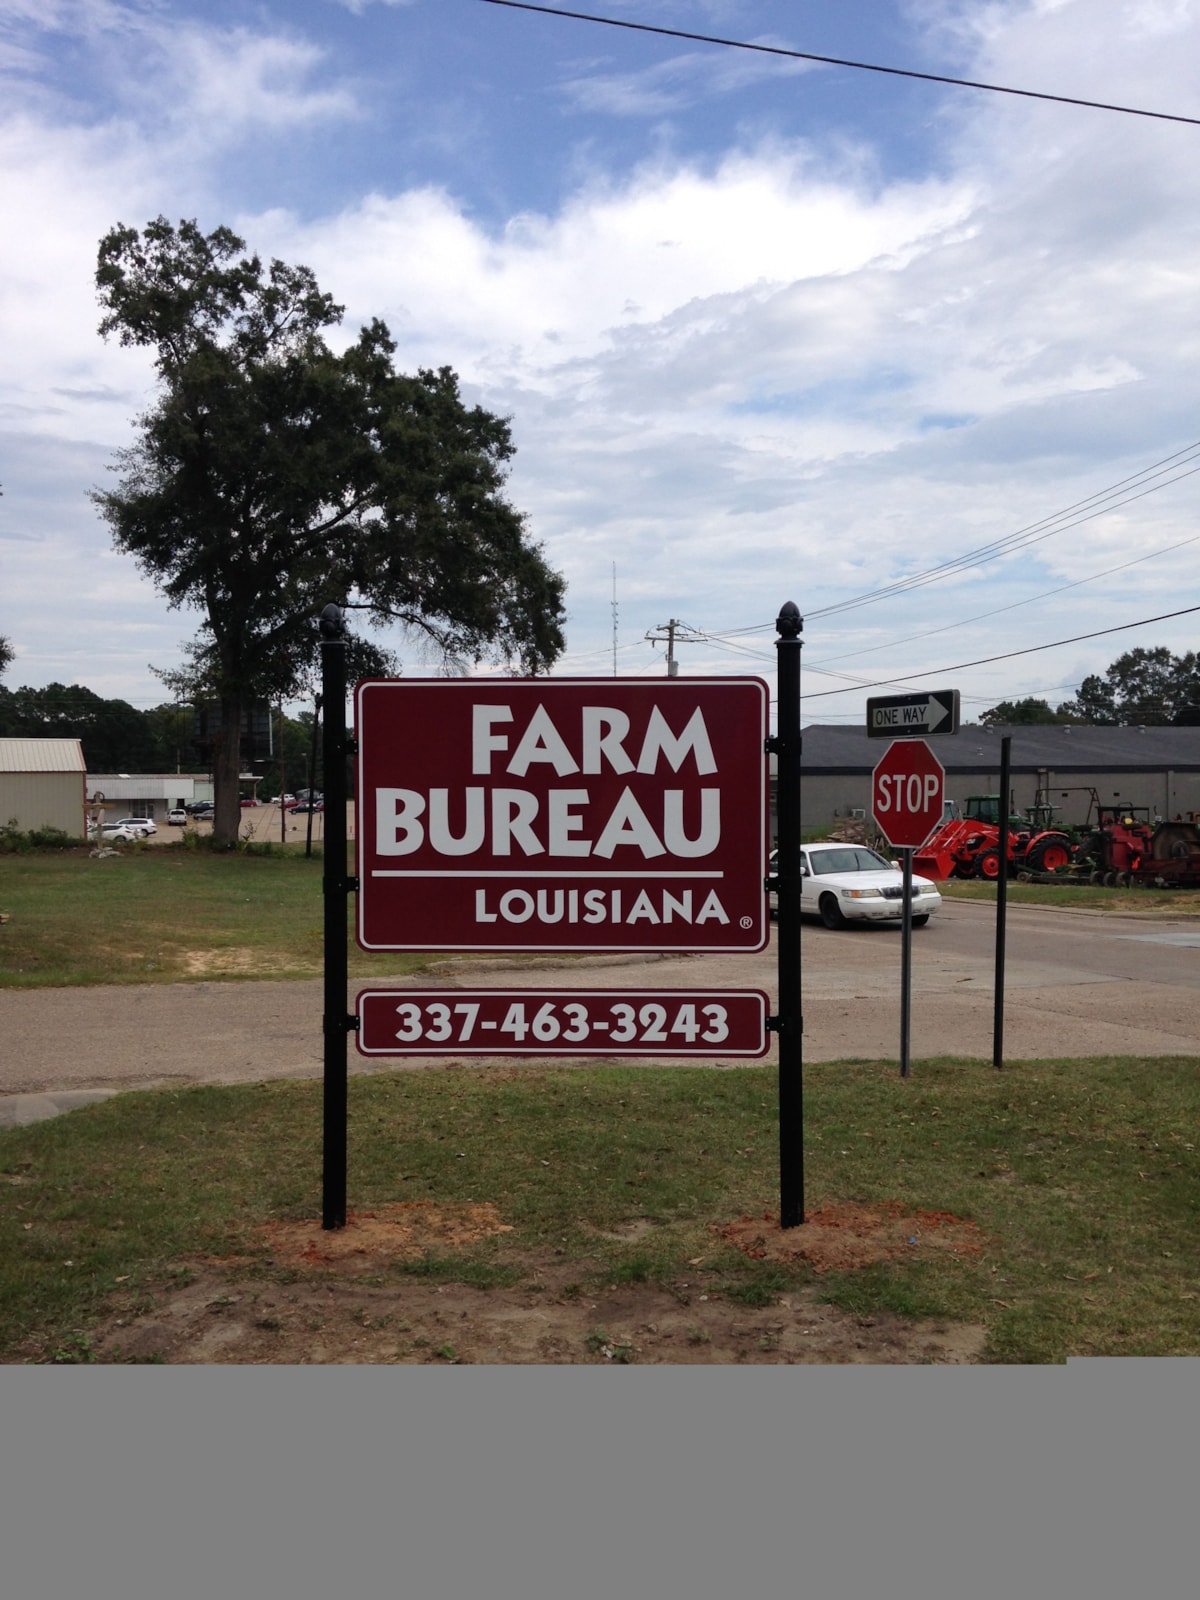 FARM
BUREAU
LOUISIANA®
337-463-3243
ONE WAY
STOP